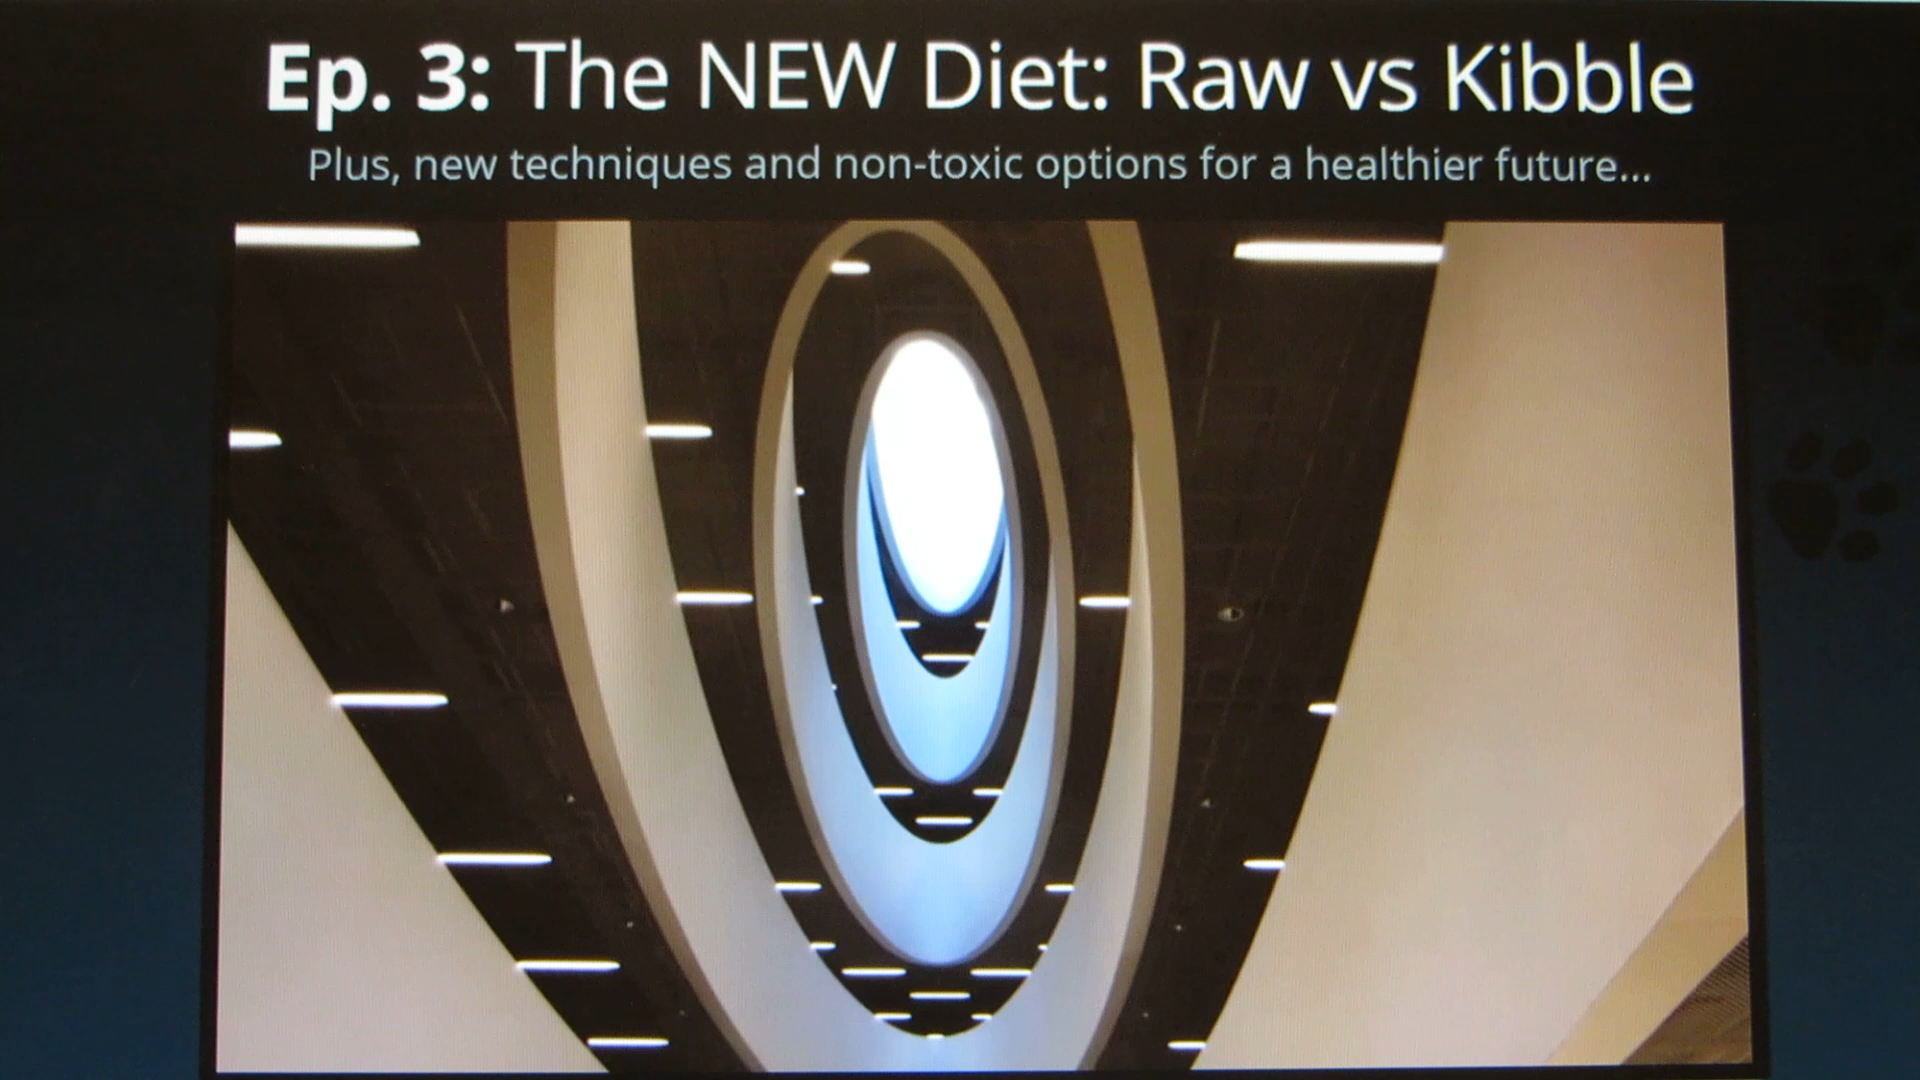 Ep. 3: The NEW Diet: Raw vs Kibble
Plus, new techniques and non-toxic options for a healthier future...